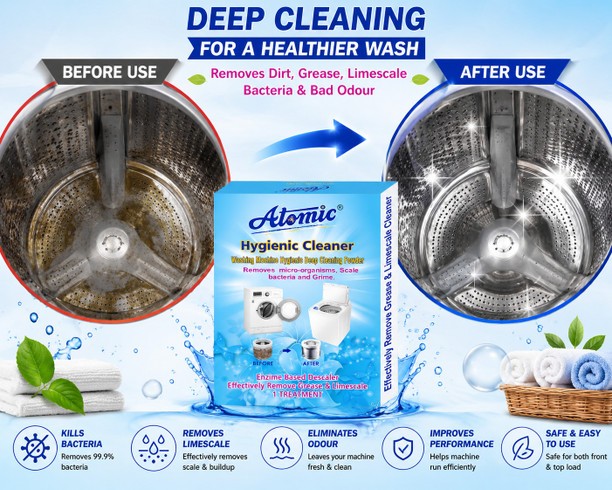 DEEP CLEANING
FOR A HEALTHIER WASH
Removes Dirt, Grease, Limescale
Bacteria & Bad Odour
BEFORE USE
AFTER USE
Atomic
Atomic®
Hygienic Cleaner
Washing Machine Hygienic Deep Cleaning Powder
Removes micro-organisms, Scale
bacteria and Grime.
BEFORE
AFTER
Enzyme Based Descaler
Effectively Remove Grease & Limescale
1 TREATMENT
Effectively Remove Grease & Limescale Cleaner
KILLS
BACTERIA
Removes 99.9%
bacteria
REMOVES
LIMESCALE
Effectively removes
scale & buildup
ELIMINATES
ODOUR
Leaves your machine
fresh & clean
IMPROVES
PERFORMANCE
Helps machine
run efficiently
SAFE & EASY
TO USE
Safe for both front
& top load